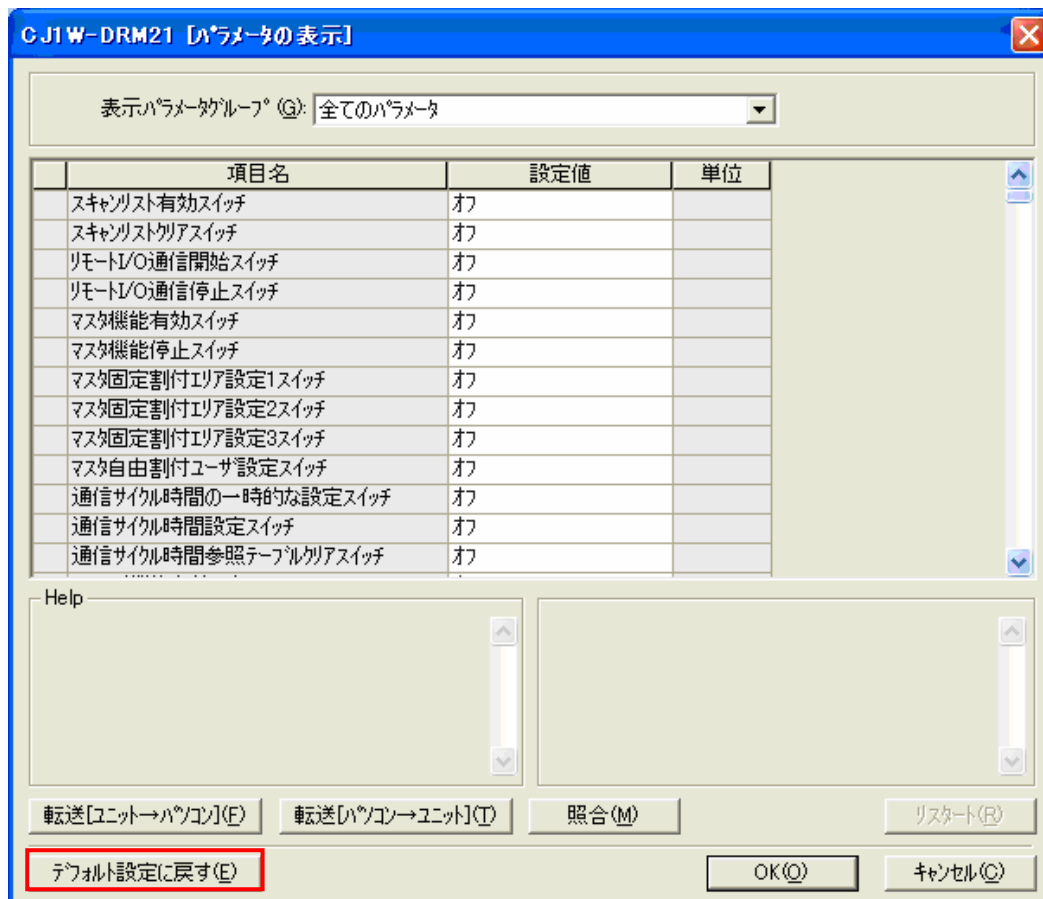 CJ1W-DRM21 [ﾊﾟﾗﾒｰﾀの表示]
表示ﾊﾟﾗﾒｰﾀｸﾞﾙｰﾌﾟ (G): 全てのﾊﾟﾗﾒｰﾀ
項目名 設定値 単位
ｽｷｬﾝﾘｽﾄ有効ｽｲｯﾁ ｵﾌ
ｽｷｬﾝﾘｽﾄｸﾘｱｽｲｯﾁ ｵﾌ
ﾘﾓｰﾄI/O通信開始ｽｲｯﾁ ｵﾌ
ﾘﾓｰﾄI/O通信停止ｽｲｯﾁ ｵﾌ
ﾏｽﾀ機能有効ｽｲｯﾁ ｵﾌ
ﾏｽﾀ機能停止ｽｲｯﾁ ｵﾌ
ﾏｽﾀ固定割付ｴﾘｱ設定1ｽｲｯﾁ ｵﾌ
ﾏｽﾀ固定割付ｴﾘｱ設定2ｽｲｯﾁ ｵﾌ
ﾏｽﾀ固定割付ｴﾘｱ設定3ｽｲｯﾁ ｵﾌ
ﾏｽﾀ自由割付ﾕｰｻﾞ設定ｽｲｯﾁ ｵﾌ
通信ｻｲｸﾙ時間の一時的な設定ｽｲｯﾁ ｵﾌ
通信ｻｲｸﾙ時間設定ｽｲｯﾁ ｵﾌ
通信ｻｲｸﾙ時間参照ﾃｰﾌﾞﾙｸﾘｱｽｲｯﾁ ｵﾌ
Help
転送[ﾕﾆｯﾄ→ﾊﾟｿｺﾝ](F) 転送[ﾊﾟｿｺﾝ→ﾕﾆｯﾄ](T) 照合(M) ﾘｽﾀｰﾄ(R)
ﾃﾞﾌｫﾙﾄ設定に戻す(E) OK(O) ｷｬﾝｾﾙ(C)